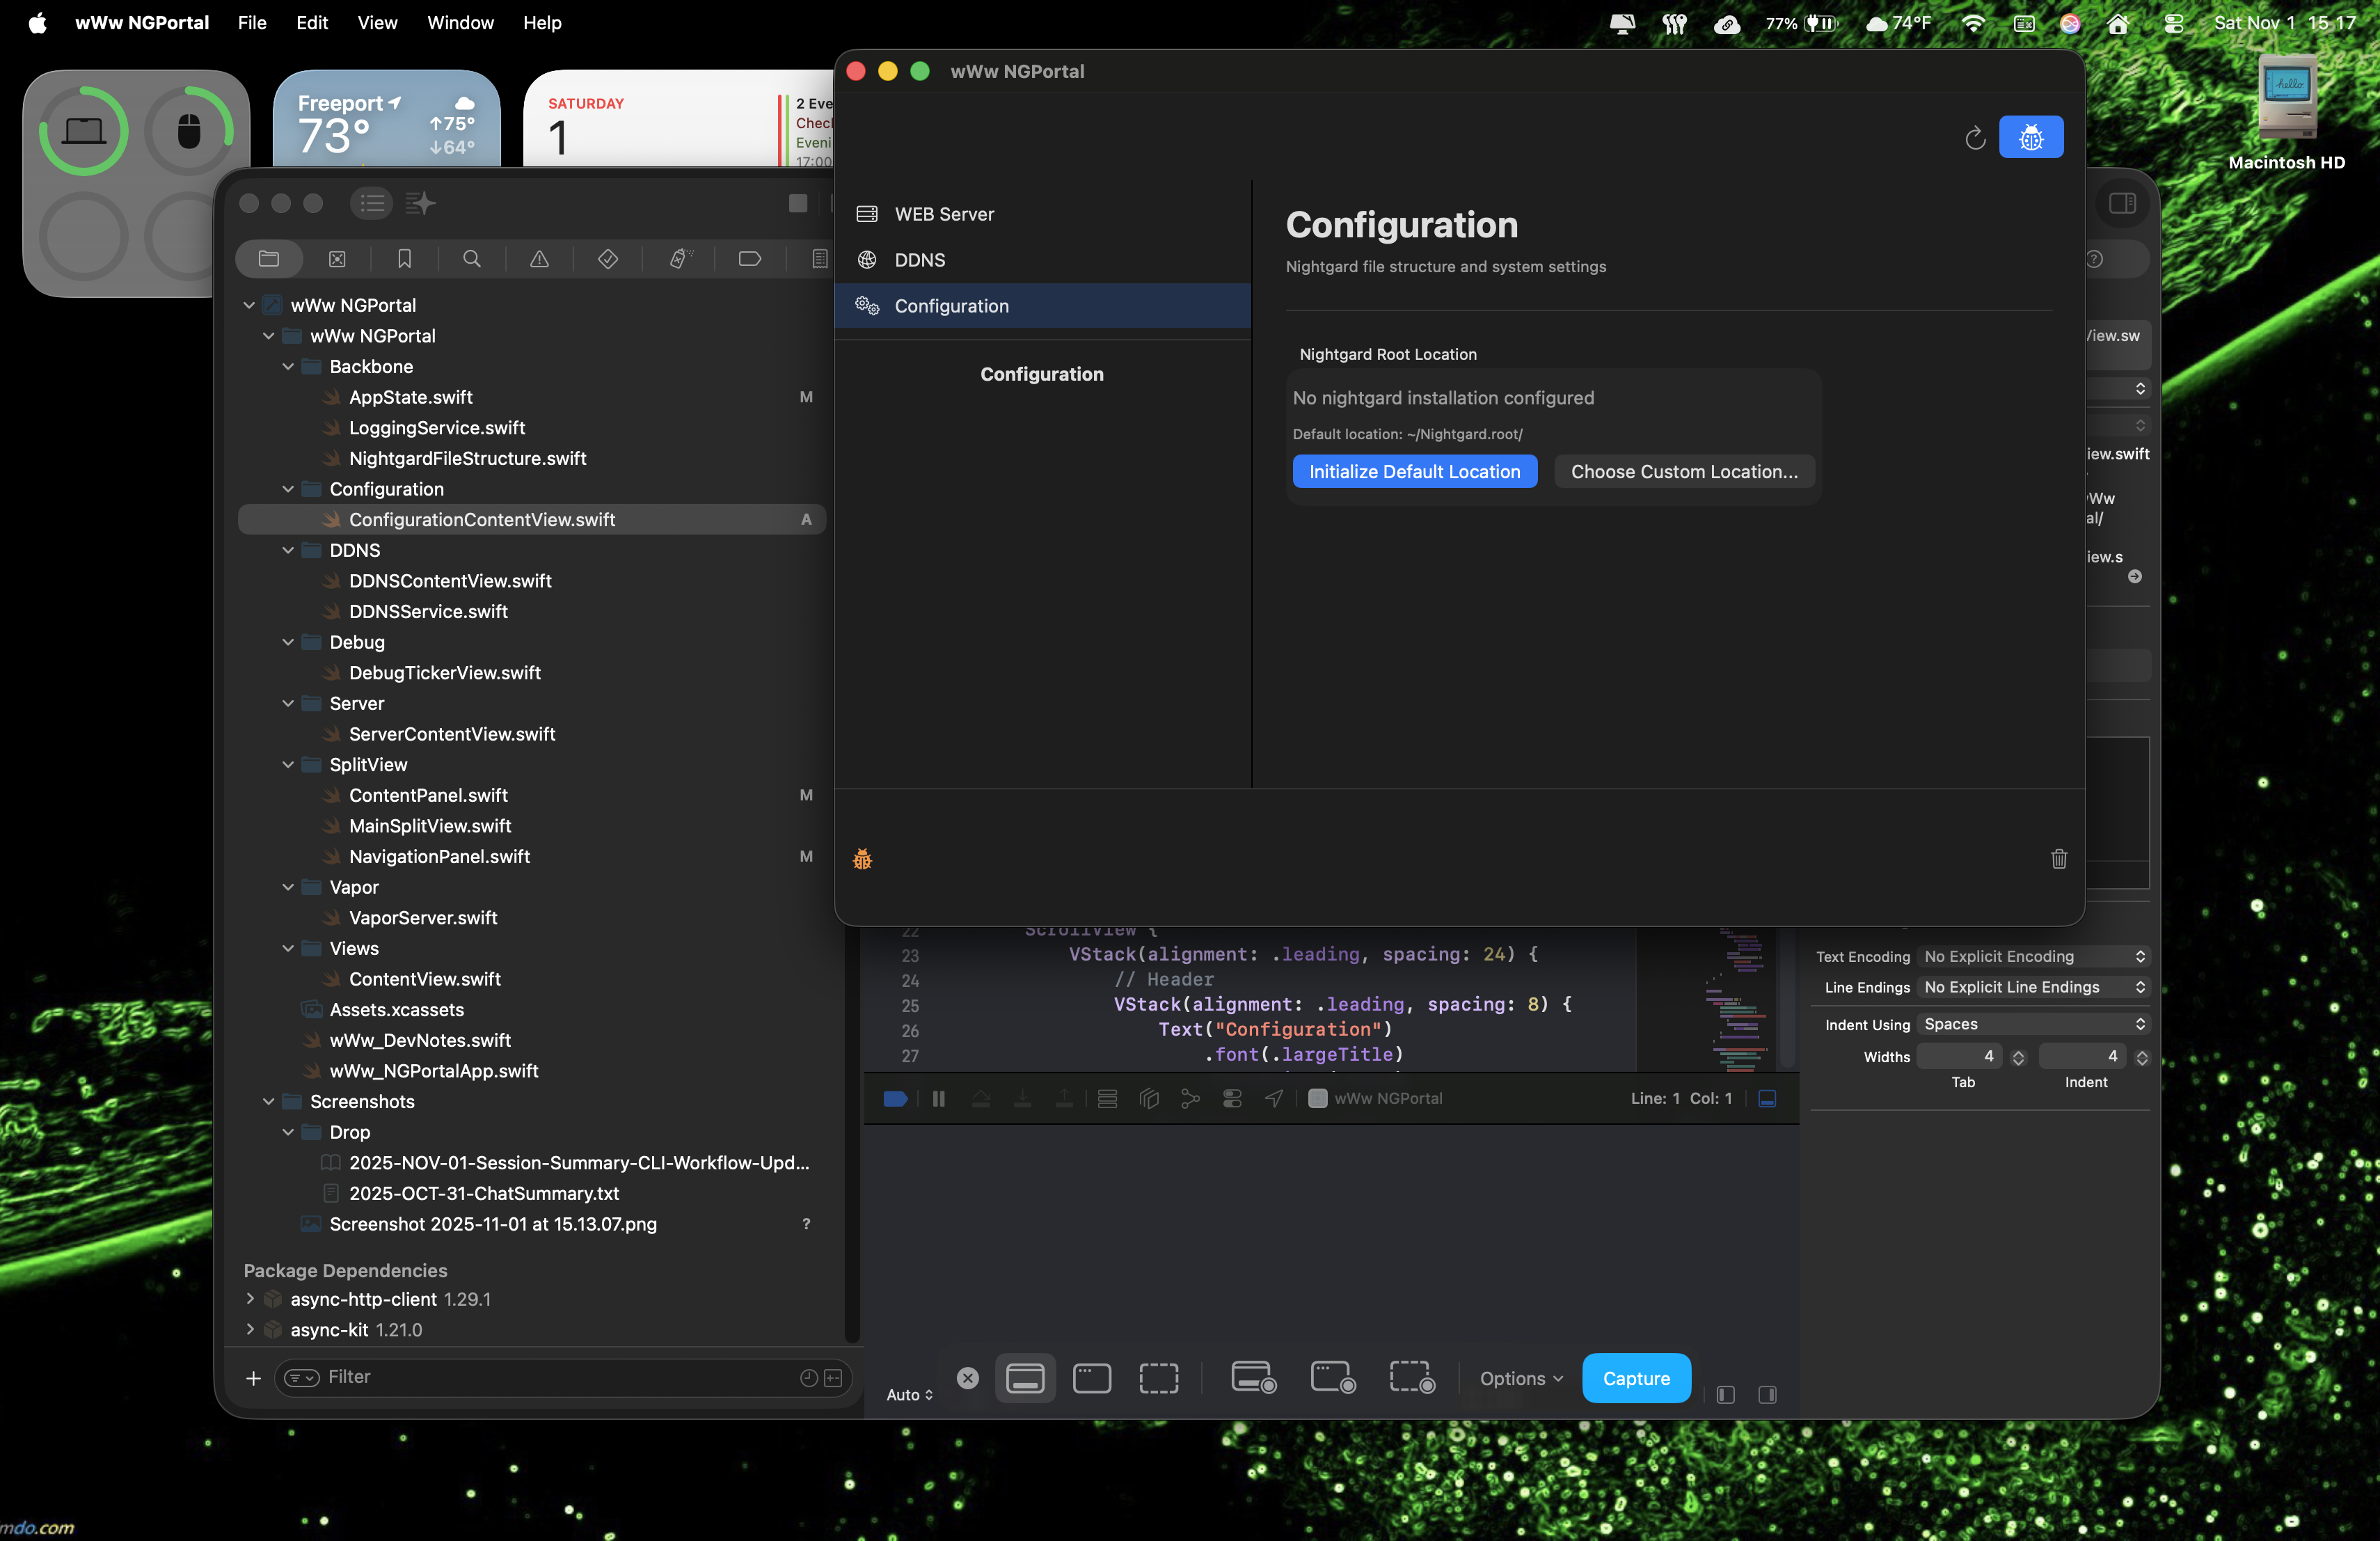 wWw NGPortal File Edit View Window Help
77% 74°F Sat Nov 1 15:17
Freeport
73°
↑75°
↓64°
SATURDAY
1
2 Eve
Checl
Eveni
17:00
hello
Macintosh HD
wWw NGPortal
wWw NGPortal
Backbone
AppState.swift M
LoggingService.swift
NightgardFileStructure.swift
Configuration
ConfigurationContentView.swift A
DDNS
DDNSContentView.swift
DDNSService.swift
Debug
DebugTickerView.swift
Server
ServerContentView.swift
SplitView
ContentPanel.swift M
MainSplitView.swift
NavigationPanel.swift M
Vapor
VaporServer.swift
Views
ContentView.swift
Assets.xcassets
wWw_DevNotes.swift
wWw_NGPortalApp.swift
Screenshots
Drop
2025-NOV-01-Session-Summary-CLI-Workflow-Upd...
2025-OCT-31-ChatSummary.txt
Screenshot 2025-11-01 at 15.13.07.png ?
Package Dependencies
async-http-client 1.29.1
async-kit 1.21.0
Filter
wWw NGPortal
WEB Server
DDNS
Configuration
Configuration
Configuration
Nightgard file structure and system settings
Nightgard Root Location
No nightgard installation configured
Default location: ~/Nightgard.root/
Initialize Default Location Choose Custom Location...
22 ScrollView {
23 VStack(alignment: .leading, spacing: 24) {
24 // Header
25 VStack(alignment: .leading, spacing: 8) {
26 Text("Configuration")
27 .font(.largeTitle)
wWw NGPortal Line: 1 Col: 1
Auto
Options Capture
View.sw
iew.swift
Ww
al/
iew.s
Text Encoding No Explicit Encoding
Line Endings No Explicit Line Endings
Indent Using Spaces
Widths 4 4
Tab Indent
mdo.com